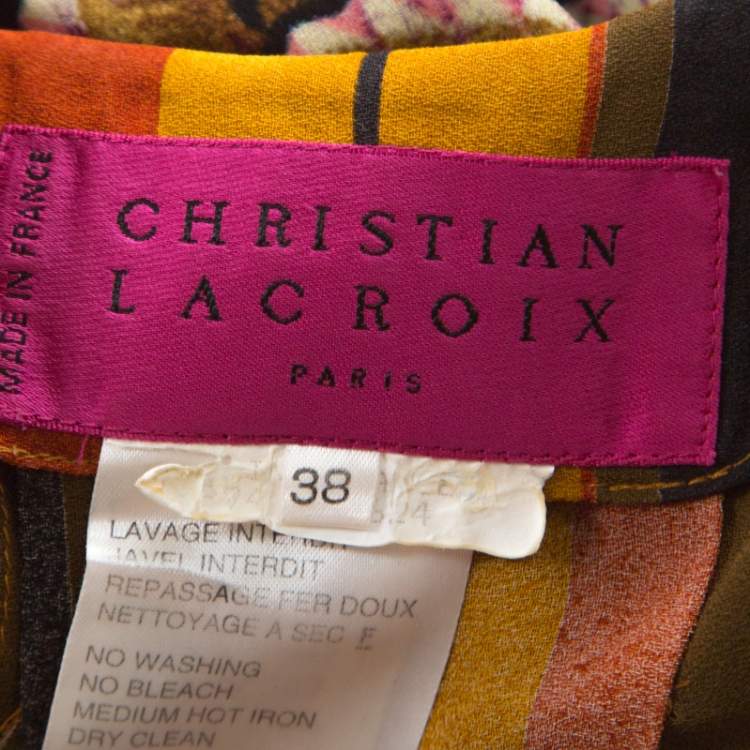 MADE IN FRANCE
CHRISTIAN
LACROIX
PARIS
38
LAVAGE INTERDIT
JAVEL INTERDIT
REPASSAGE FER DOUX
NETTOYAGE A SEC
NO WASHING
NO BLEACH
MEDIUM HOT IRON
DRY CLEAN